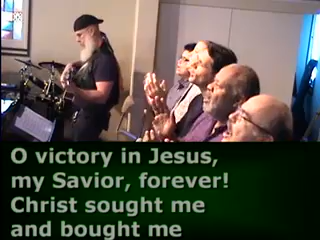 O victory in Jesus,
my Savior, forever!
Christ sought me
and bought me